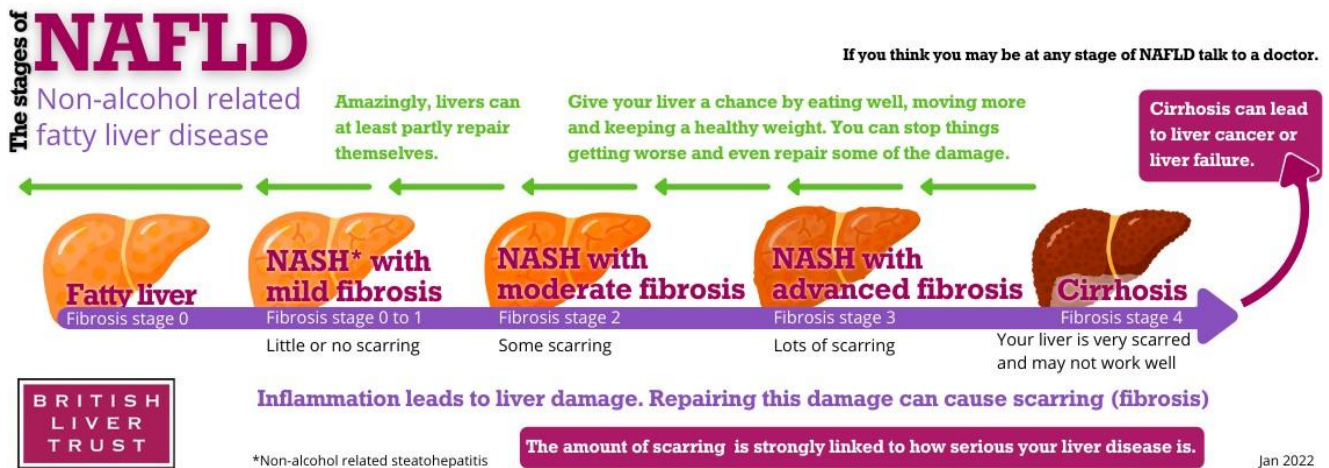 The stages of
NAFLD
Non-alcohol related
fatty liver disease
If you think you may be at any stage of NAFLD talk to a doctor.
Amazingly, livers can
at least partly repair
themselves.
Give your liver a chance by eating well, moving more
and keeping a healthy weight. You can stop things
getting worse and even repair some of the damage.
Cirrhosis can lead
to liver cancer or
liver failure.
Fatty liver
Fibrosis stage 0
NASH* with
mild fibrosis
Fibrosis stage 0 to 1
Little or no scarring
NASH with
moderate fibrosis
Fibrosis stage 2
Some scarring
NASH with
advanced fibrosis
Fibrosis stage 3
Lots of scarring
Cirrhosis
Fibrosis stage 4
Your liver is very scarred
and may not work well
BRITISH
LIVER
TRUST
Inflammation leads to liver damage. Repairing this damage can cause scarring (fibrosis)
The amount of scarring is strongly linked to how serious your liver disease is.
*Non-alcohol related steatohepatitis
Jan 2022